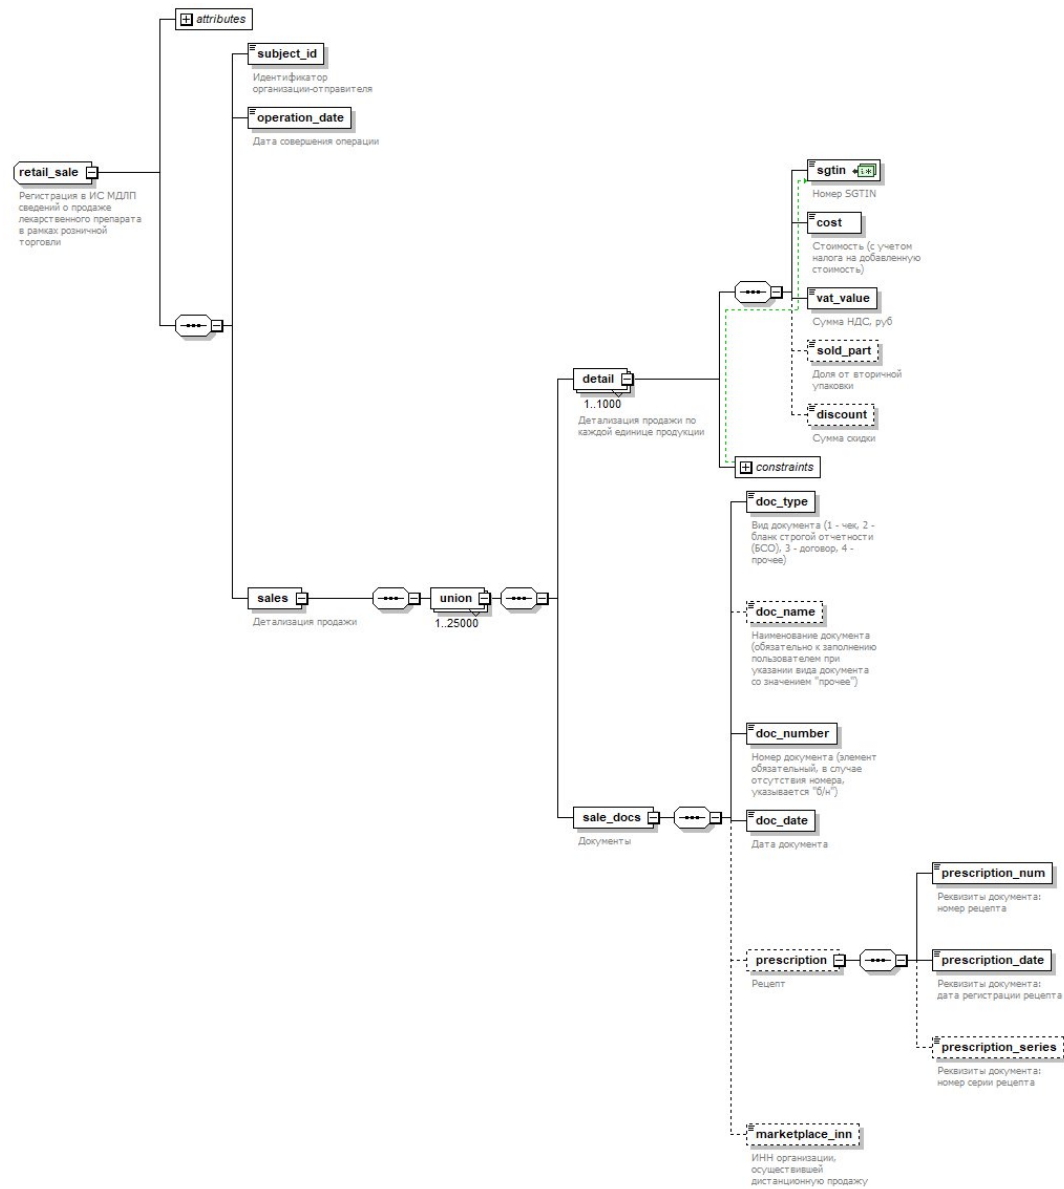 attributes
subject_id
Идентификатор
организации-отправителя
operation_date
Дата совершения операции
retail_sale
Регистрация в ИС МДЛП
сведений о продаже
лекарственного препарата
в рамках розничной
торговли
sgtin
Номер SGTIN
cost
Стоимость (с учетом
налога на добавленную
стоимость)
vat_value
Сумма НДС, руб
sold_part
Доля от вторичной
упаковки
discount
Сумма скидки
detail
1..1000
Детализация продажи по
каждой единице продукции
constraints
doc_type
Вид документа (1 - чек, 2 -
бланк строгой отчетности
(БСО), 3 - договор, 4 -
прочее)
sales
Детализация продажи
union
1..25000
doc_name
Наименование документа
(обязательно к заполнению
пользователем при
указании вида документа
со значением "прочее")
doc_number
Номер документа (элемент
обязательный, в случае
отсутствия номера,
указывается "б/н")
sale_docs
Документы
doc_date
Дата документа
prescription_num
Реквизиты документа:
номер рецепта
prescription
Рецепт
prescription_date
Реквизиты документа:
дата регистрации рецепта
prescription_series
Реквизиты документа:
номер серии рецепта
marketplace_inn
ИНН организации,
осуществившей
дистанционную продажу